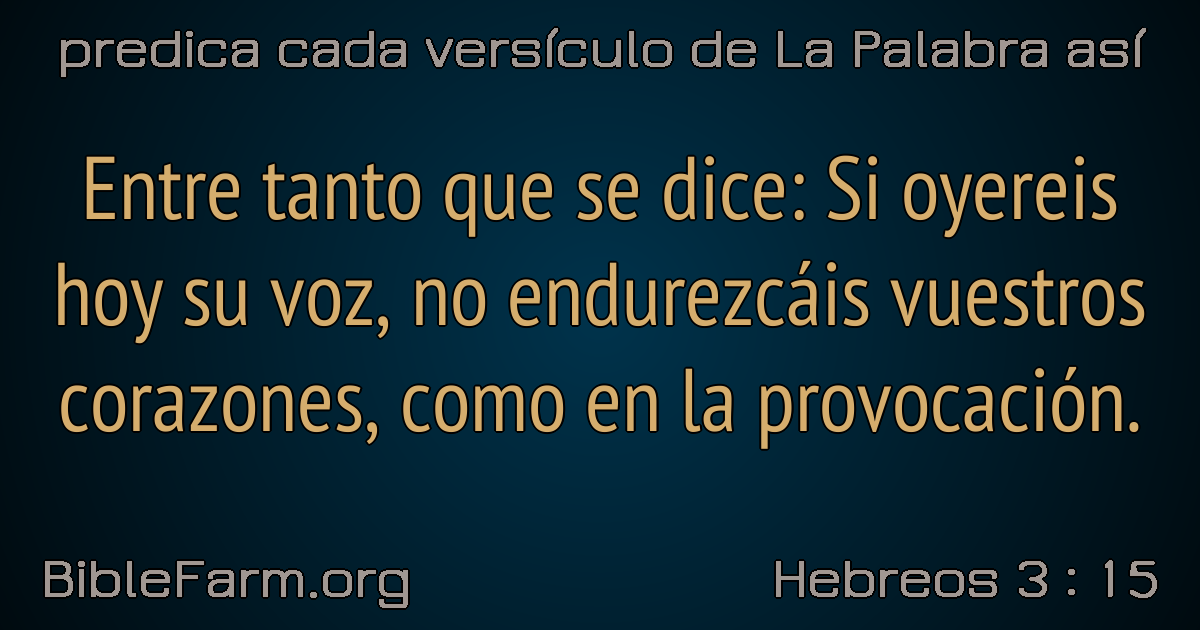 predica cada versículo de La Palabra así
Entre tanto que se dice: Si oyereis
hoy su voz, no endurezcáis vuestros
corazones, como en la provocación.
BibleFarm.org
Hebreos 3 : 15